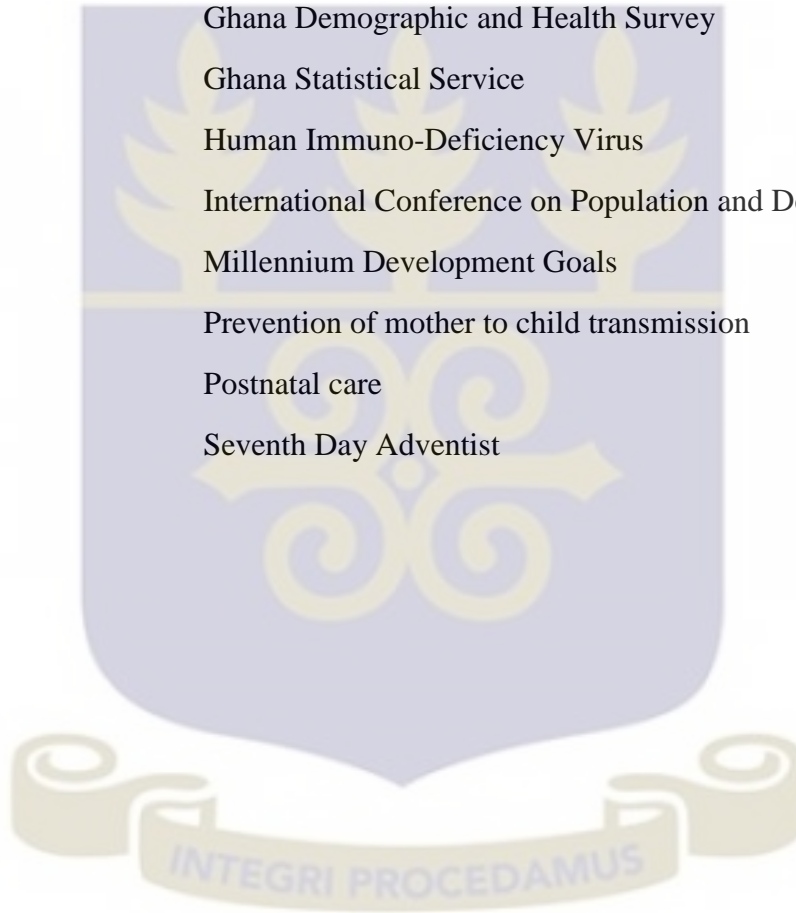 Ghana Demographic and Health Survey
Ghana Statistical Service
Human Immuno-Deficiency Virus
International Conference on Population and
Millennium Development Goals
Prevention of mother to child transmission
Postnatal care
Seventh Day Adventist
INTEGRI PROCEDAMUS